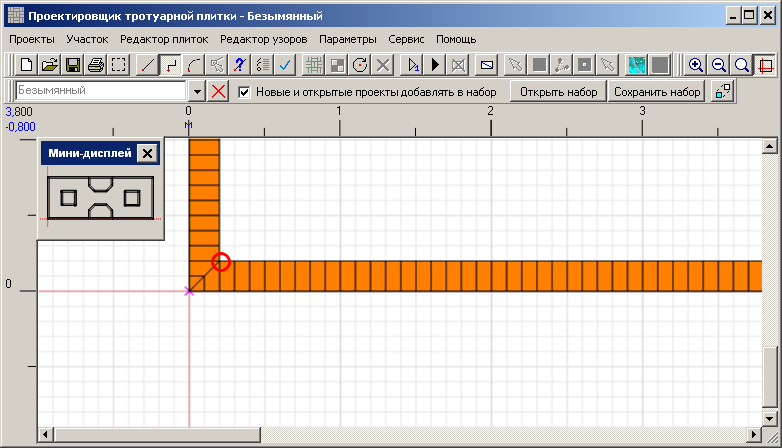 Проектировщик тротуарной плитки - Безымянный
Проекты Участок Редактор плиток Редактор узоров Параметры Сервис Помощь
Безымянный Новые и открытые проекты добавлять в набор Открыть набор Сохранить набор
3,800 0 1 2 3
-0,800 м
Мини-дисплей
0